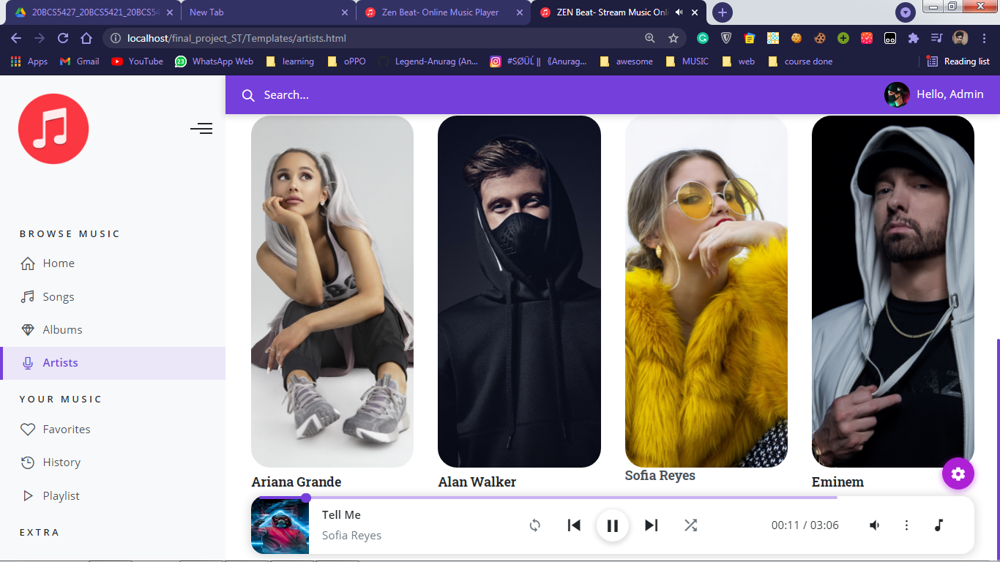 20BCS5427_20BCS5421_20BCS54
New Tab
Zen Beat- Online Music Player
ZEN Beat- Stream Music Onli
localhost/final_project_ST/Templates/artists.html
Apps
Gmail
YouTube
23
WhatsApp Web
learning
oPPO
Legend-Anurag (An...
#SØÜĹ || 《Anurag...
awesome
MUSIC
web
course done
Reading list
Search...
Hello, Admin
BROWSE MUSIC
Home
Songs
Albums
Artists
YOUR MUSIC
Favorites
History
Playlist
EXTRA
Ariana Grande
Alan Walker
Sofia Reyes
Eminem
Tell Me
Sofia Reyes
00:11 / 03:06